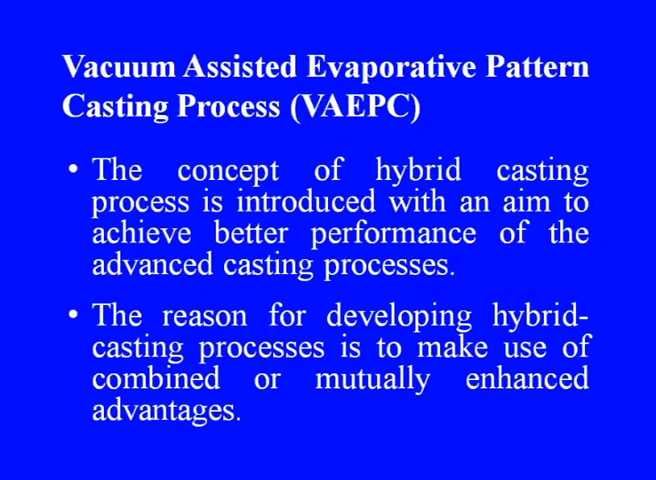 Vacuum Assisted Evaporative Pattern
Casting Process (VAEPC)
• The concept of hybrid casting
process is introduced with an aim to
achieve better performance of the
advanced casting processes.
• The reason for developing hybrid-
casting processes is to make use of
combined or mutually enhanced
advantages.